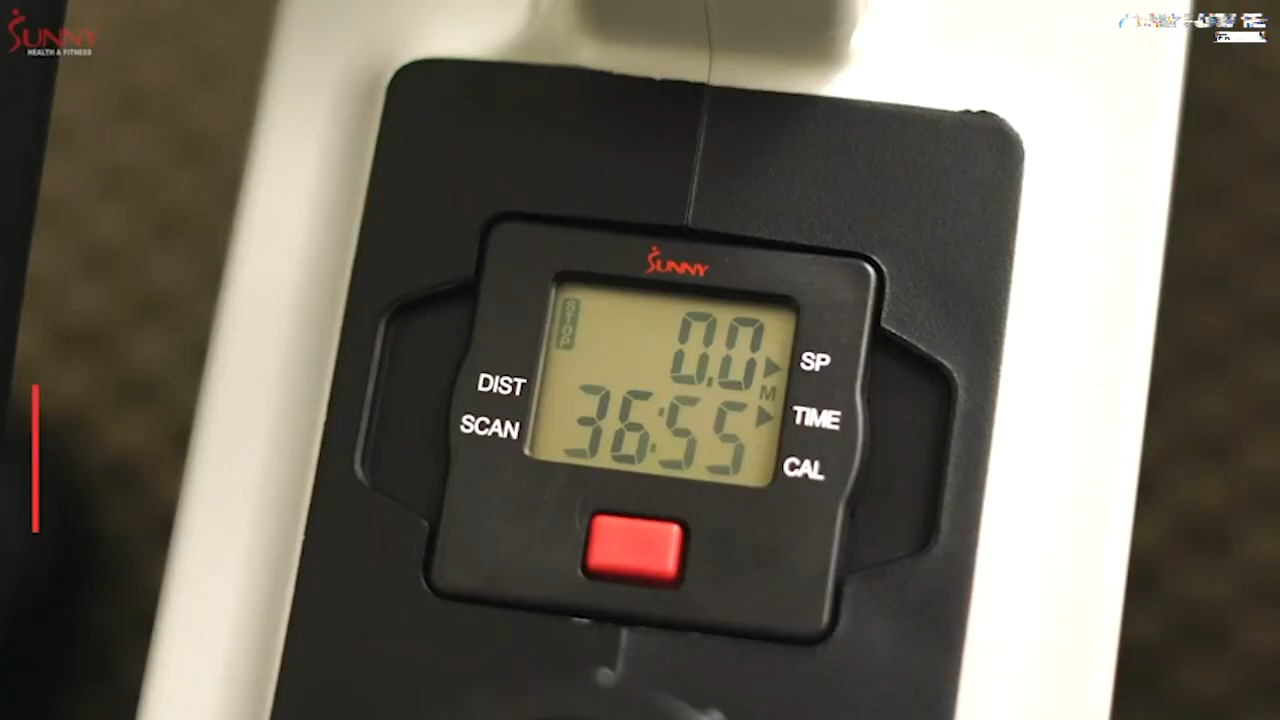 SUNNY
HEALTH & FITNESS
SUNNY
STOP
0.0
SP
DIST
M
36:55
TIME
SCAN
CAL